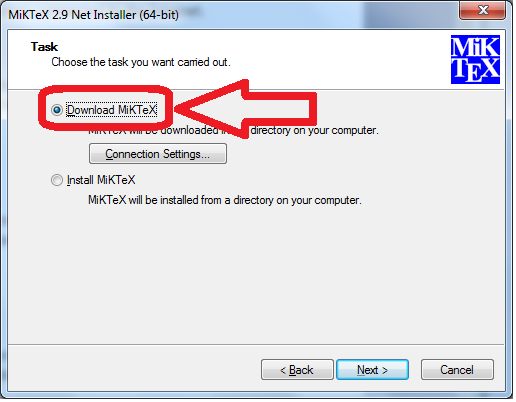 MiKTeX 2.9 Net Installer (64-bit)
Task
Choose the task you want carried out.
MiK
TEX
Download MiKTeX
MiKTeX will be downloaded in a directory on your computer.
Connection Settings...
Install MiKTeX
MiKTeX will be installed from a directory on your computer.
< Back
Next >
Cancel